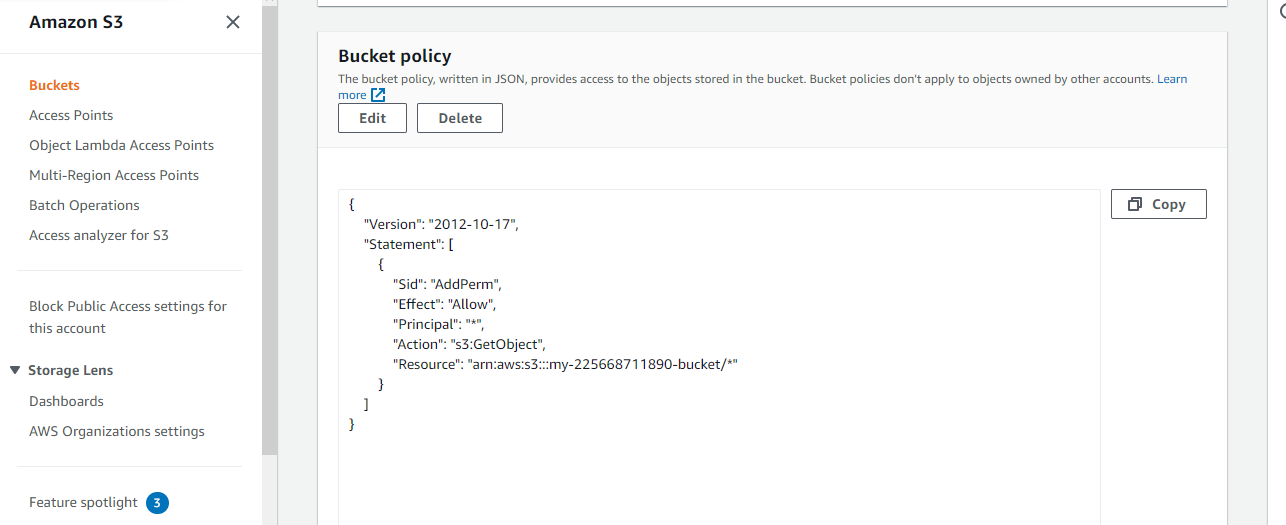 Amazon S3
Buckets
Access Points
Object Lambda Access Points
Multi-Region Access Points
Batch Operations
Access analyzer for S3
Block Public Access settings for
this account
Storage Lens
Dashboards
AWS Organizations settings
Feature spotlight 3
Bucket policy
The bucket policy, written in JSON, provides access to the objects stored in the bucket. Bucket policies don't apply to objects owned by other accounts. Learn
more
Edit Delete
Copy
{
"Version": "2012-10-17",
"Statement": [
{
"Sid": "AddPerm",
"Effect": "Allow",
"Principal": "*",
"Action": "s3:GetObject",
"Resource": "arn:aws:s3:::my-225668711890-bucket/*"
}
]
}